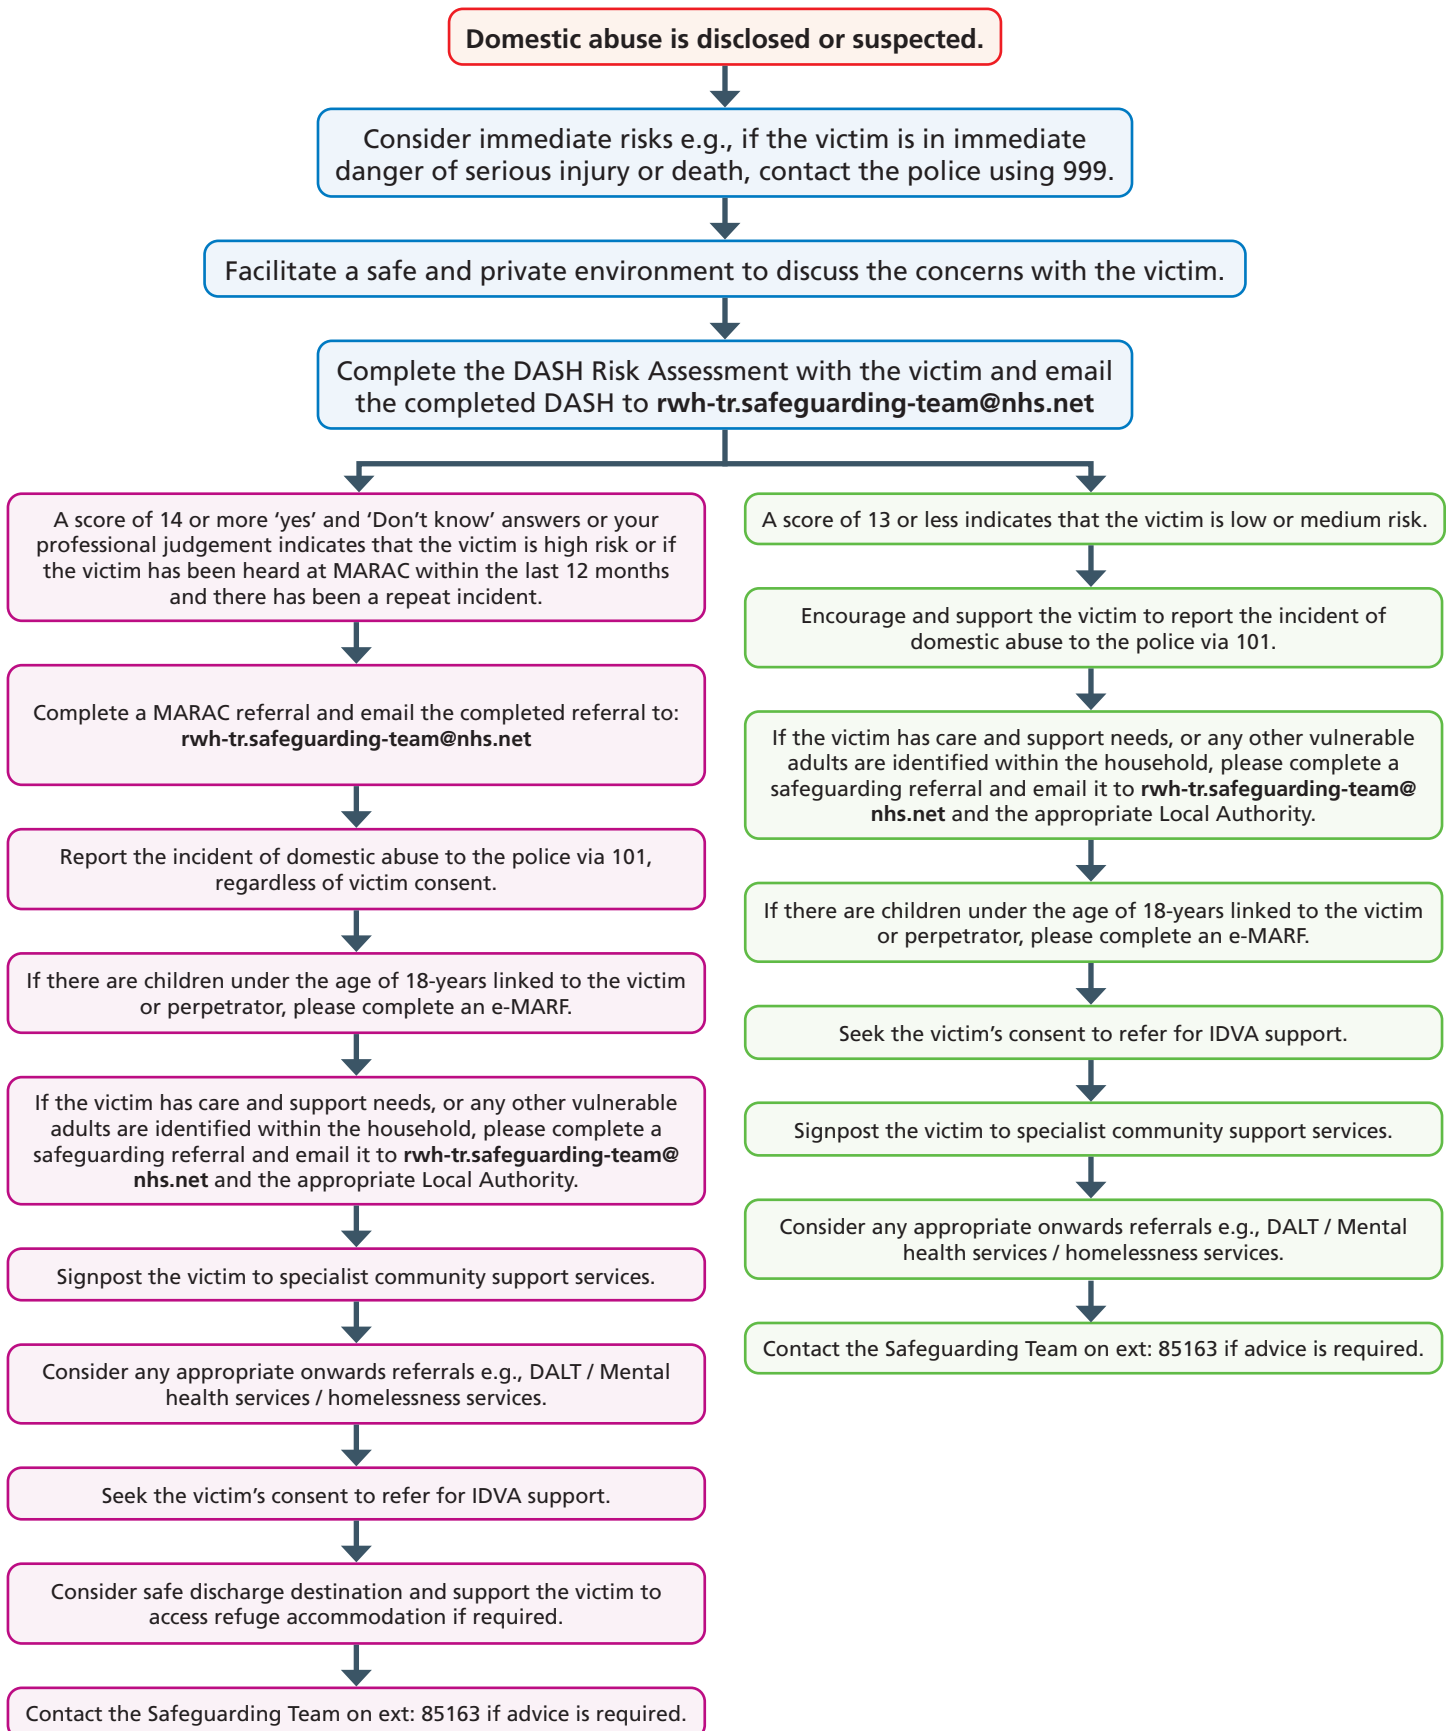 Domestic abuse is disclosed or suspected.
Consider immediate risks e.g., if the victim is in immediate
danger of serious injury or death, contact the police using 999.
Facilitate a safe and private environment to discuss the concerns with the victim.
Complete the DASH Risk Assessment with the victim and email
the completed DASH to rwh-tr.safeguarding-team@nhs.net
A score of 14 or more ‘yes’ and ‘Don’t know’ answers or your
professional judgement indicates that the victim is high risk or if
the victim has been heard at MARAC within the last 12 months
and there has been a repeat incident.
Complete a MARAC referral and email the completed referral to:
rwh-tr.safeguarding-team@nhs.net
Report the incident of domestic abuse to the police via 101,
regardless of victim consent.
If there are children under the age of 18-years linked to the victim
or perpetrator, please complete an e-MARF.
If the victim has care and support needs, or any other vulnerable
adults are identified within the household, please complete a
safeguarding referral and email it to rwh-tr.safeguarding-team@
nhs.net and the appropriate Local Authority.
Signpost the victim to specialist community support services.
Consider any appropriate onwards referrals e.g., DALT / Mental
health services / homelessness services.
Seek the victim’s consent to refer for IDVA support.
Consider safe discharge destination and support the victim to
access refuge accommodation if required.
Contact the Safeguarding Team on ext: 85163 if advice is required.
A score of 13 or less indicates that the victim is low or medium risk.
Encourage and support the victim to report the incident of
domestic abuse to the police via 101.
If the victim has care and support needs, or any other vulnerable
adults are identified within the household, please complete a
safeguarding referral and email it to rwh-tr.safeguarding-team@
nhs.net and the appropriate Local Authority.
If there are children under the age of 18-years linked to the victim
or perpetrator, please complete an e-MARF.
Seek the victim’s consent to refer for IDVA support.
Signpost the victim to specialist community support services.
Consider any appropriate onwards referrals e.g., DALT / Mental
health services / homelessness services.
Contact the Safeguarding Team on ext: 85163 if advice is required.